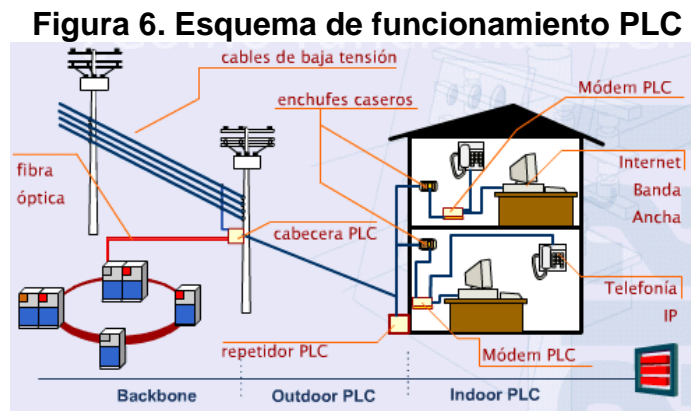 Figura 6. Esquema de funcionamiento PLC
cables de baja tensión
enchufes caseros
Módem PLC
fibra
óptica
Internet
Banda
Ancha
cabecera PLC
Telefonía
IP
repetidor PLC
Módem PLC
Backbone
Outdoor PLC
Indoor PLC